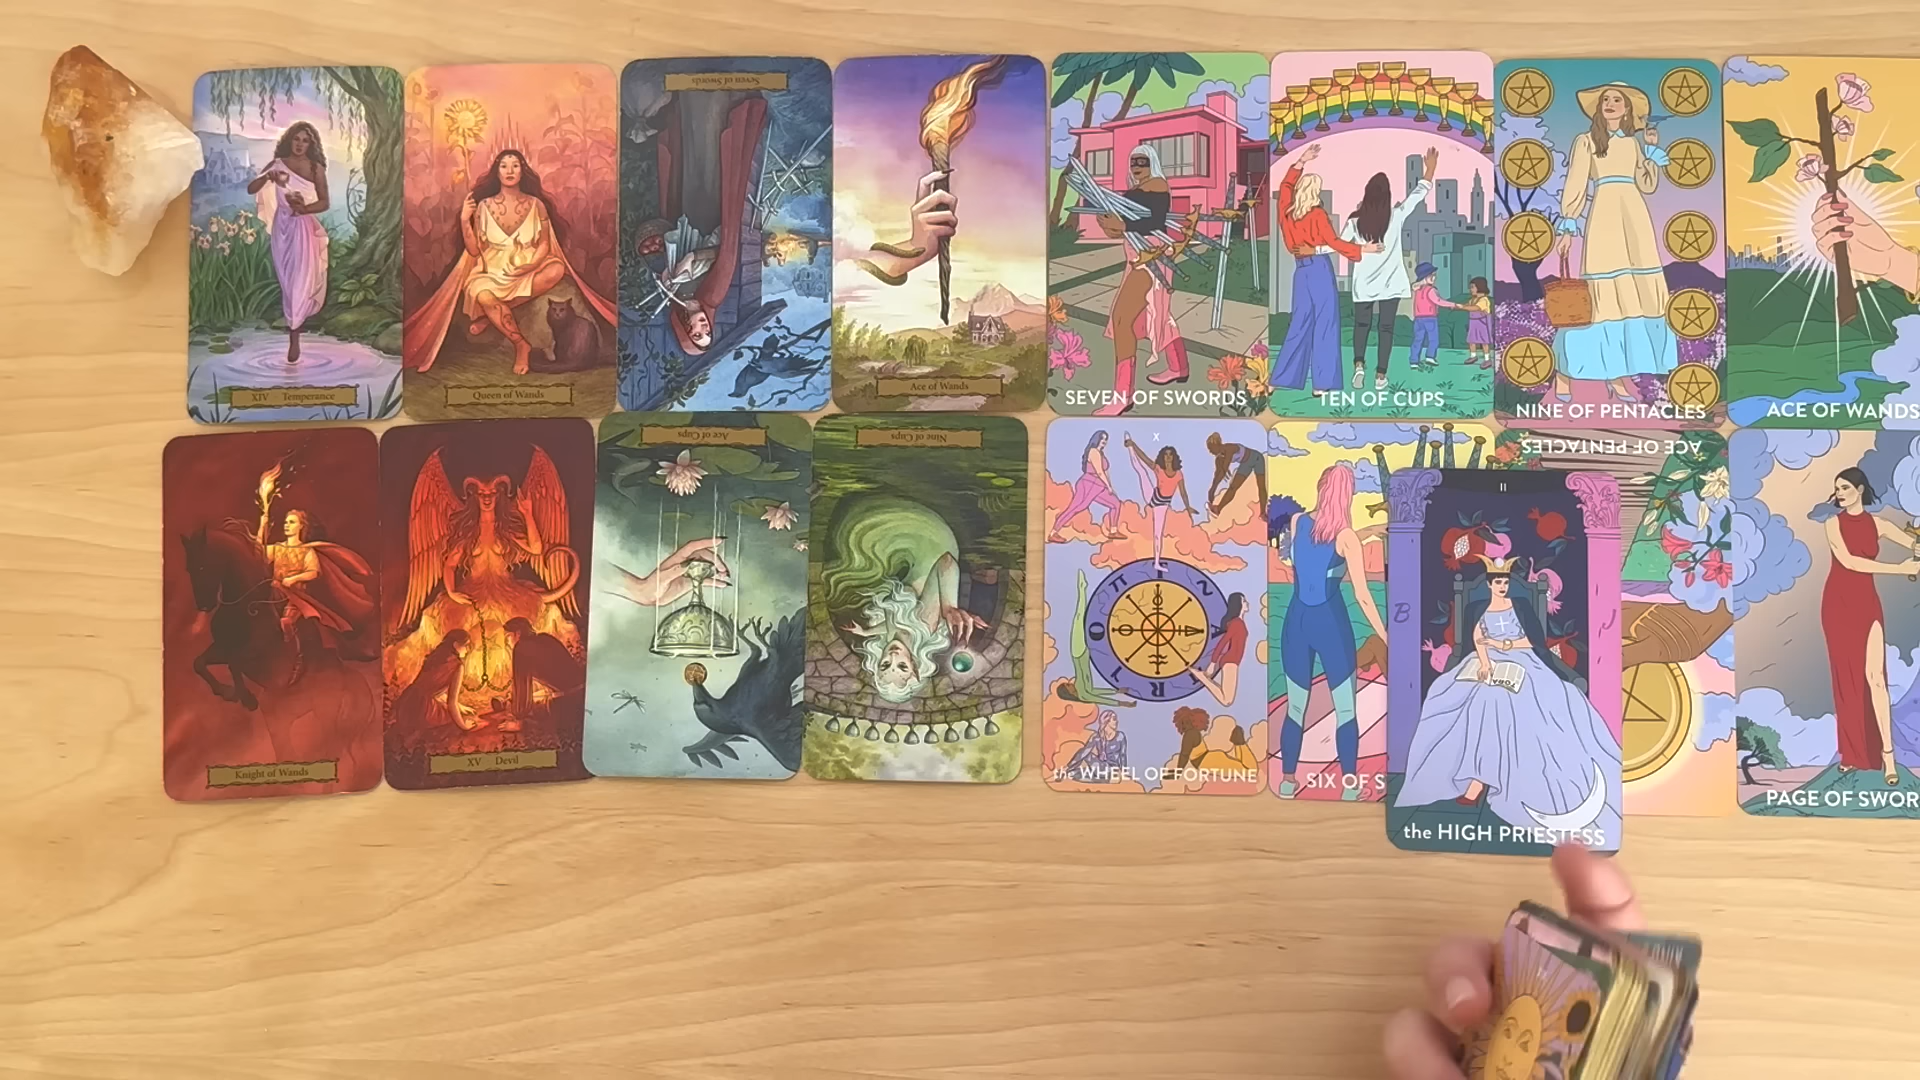 XIV Temperance
Queen of Wands
Seven of Swords
Ace of Wands
SEVEN OF SWORDS
TEN OF CUPS
NINE OF PENTACLES
ACE OF WANDS
Knight of Wands
XV Devil
Ace of Cups
Nine of Cups
X
the WHEEL OF FORTUNE
SIX OF S
ACE OF PENTACLES
II
B J
TORA
the HIGH PRIESTESS
PAGE OF SWOR